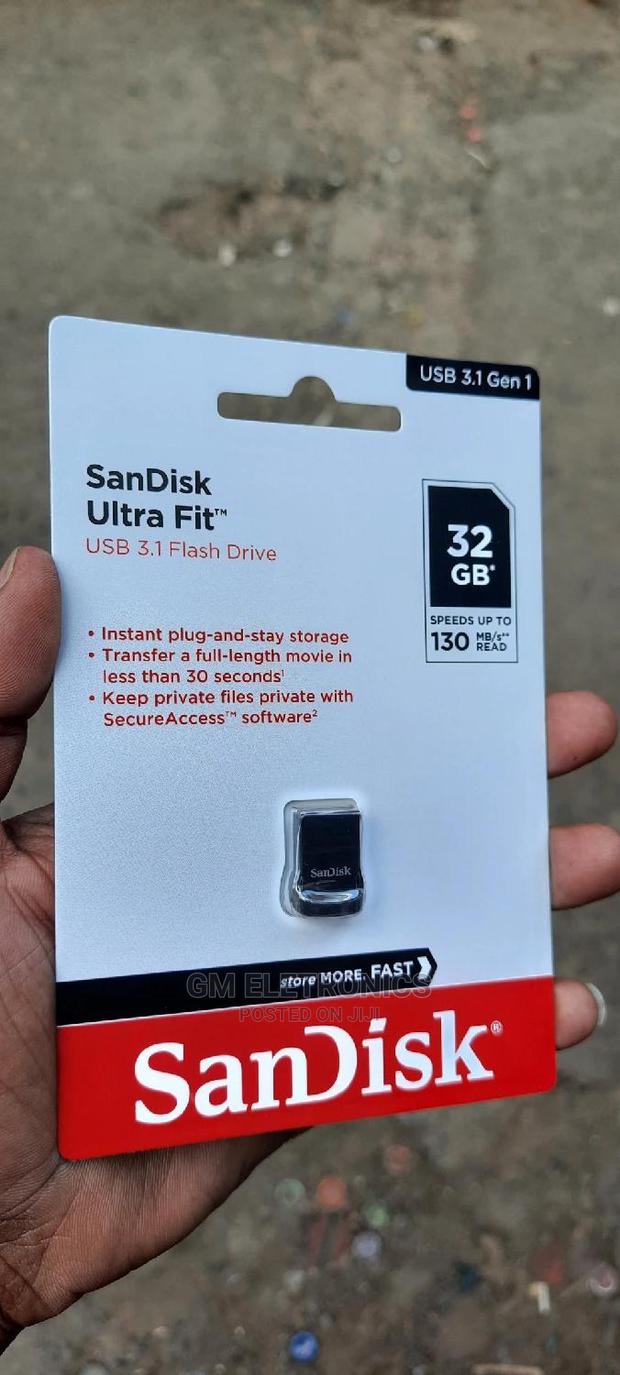 USB 3.1 Gen 1
SanDisk
Ultra Fit™
USB 3.1 Flash Drive
32
GB*
SPEEDS UP TO
130 MB/s** READ
• Instant plug-and-stay storage
• Transfer a full-length movie in
less than 30 seconds¹
• Keep private files private with
SecureAccess™ software²
SanDisk
store MORE. FAST
GM ELETRONICS
POSTED ON JIJI
SanDisk®